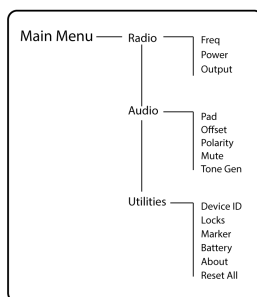 Main Menu
Radio
Freq
Power
Output
Audio
Pad
Offset
Polarity
Mute
Tone Gen
Utilities
Device ID
Locks
Marker
Battery
About
Reset All